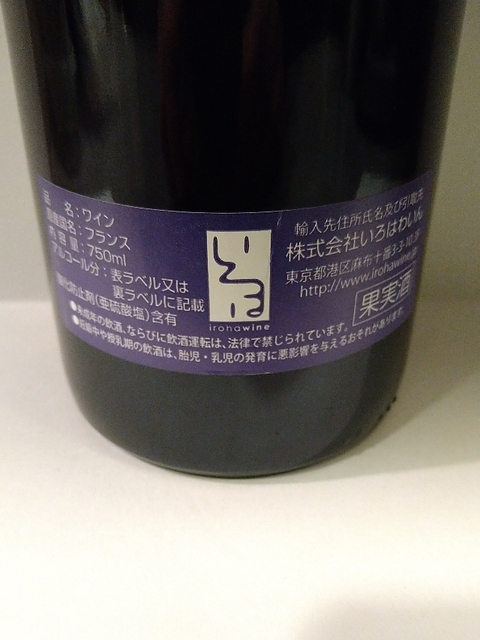 品 名：ワイン
原産国名：フランス
内 容 量：750ml
アルコール分：表ラベル又は
裏ラベルに記載
酸化防止剤(亜硫酸塩)含有
●未成年の飲酒、ならびに飲酒運転は、法律で禁じられています。
●妊娠中や授乳期の飲酒は、胎児・乳児の発育に悪影響を与えるおそれがあります。
いろは
irohawine
輸入先住所氏名及び引取先
株式会社いろはわいん
東京都港区麻布十番3-3-10
http://www.irohawine.jp
果実酒